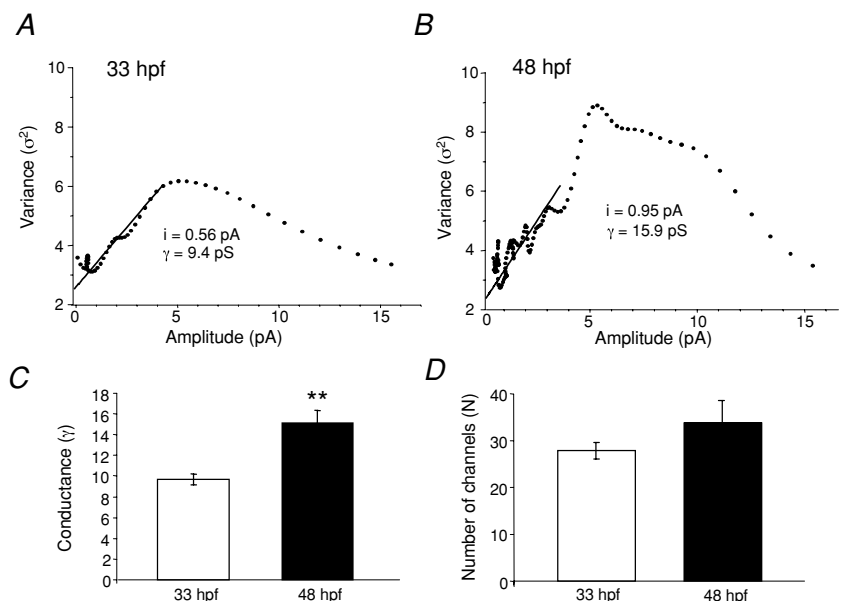 A
33 hpf
Variance (σ²)
10
8
6
4
2
i = 0.56 pA
γ = 9.4 pS
0
5
10
15
Amplitude (pA)
B
48 hpf
Variance (σ²)
10
8
6
4
2
i = 0.95 pA
γ = 15.9 pS
0
5
10
15
Amplitude (pA)
C
Conductance (γ)
18
16
14
12
10
8
6
4
2
0
**
33 hpf
48 hpf
D
Number of channels (N)
40
30
20
10
0
33 hpf
48 hpf